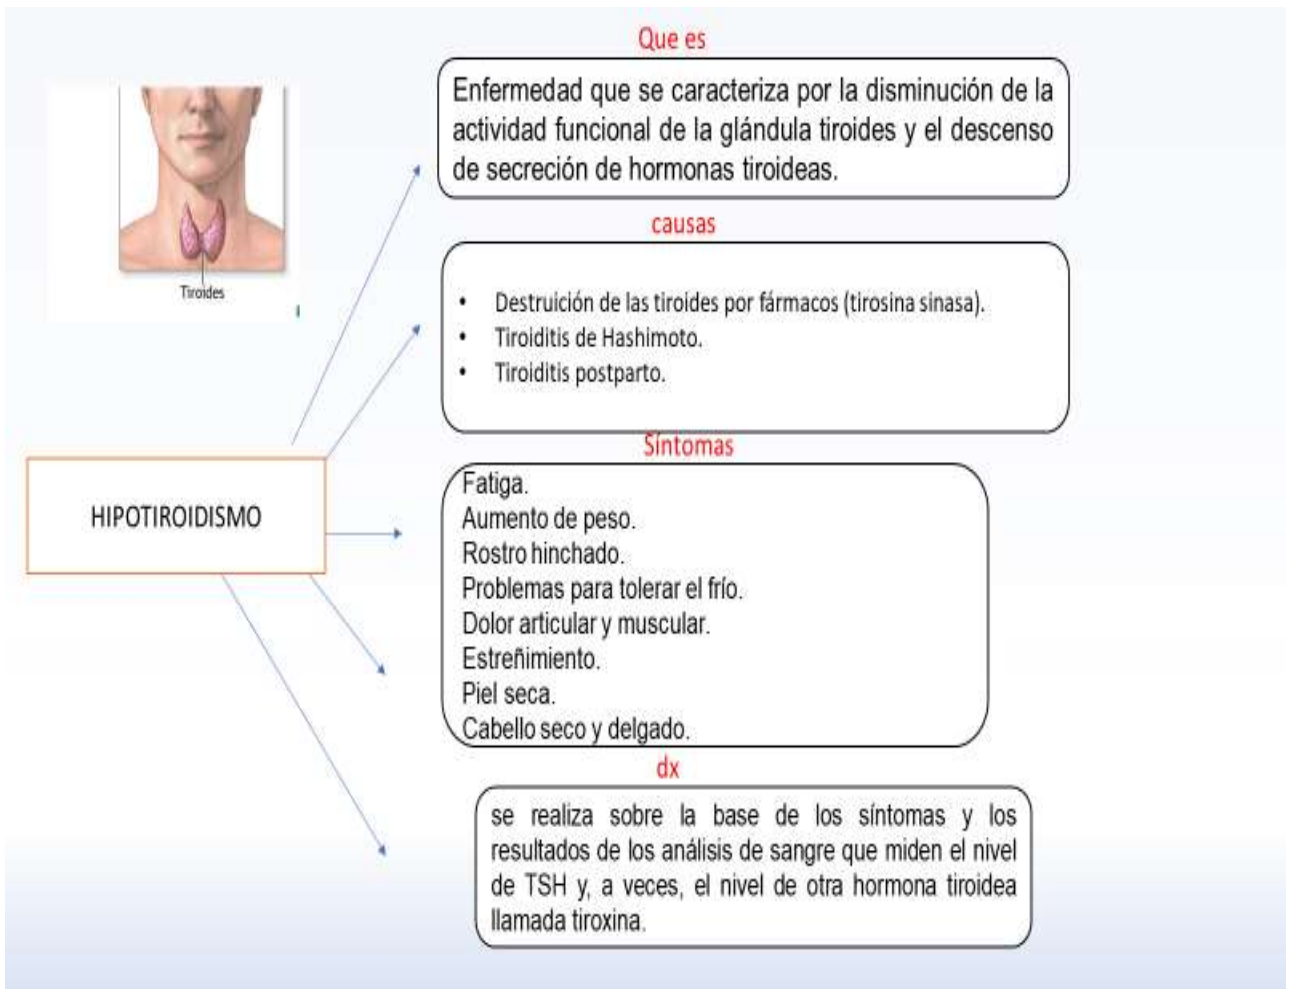 Que es
Enfermedad que se caracteriza por la disminución de la
actividad funcional de la glándula tiroides y el descenso
de secreción de hormonas tiroideas.
Tiroides
causas
• Destruición de las tiroides por fármacos (tirosina sinasa).
• Tiroiditis de Hashimoto.
• Tiroiditis postparto.
HIPOTIROIDISMO
Síntomas
Fatiga.
Aumento de peso.
Rostro hinchado.
Problemas para tolerar el frío.
Dolor articular y muscular.
Estreñimiento.
Piel seca.
Cabello seco y delgado.
dx
se realiza sobre la base de los síntomas y los
resultados de los análisis de sangre que miden el nivel
de TSH y, a veces, el nivel de otra hormona tiroidea
llamada tiroxina.